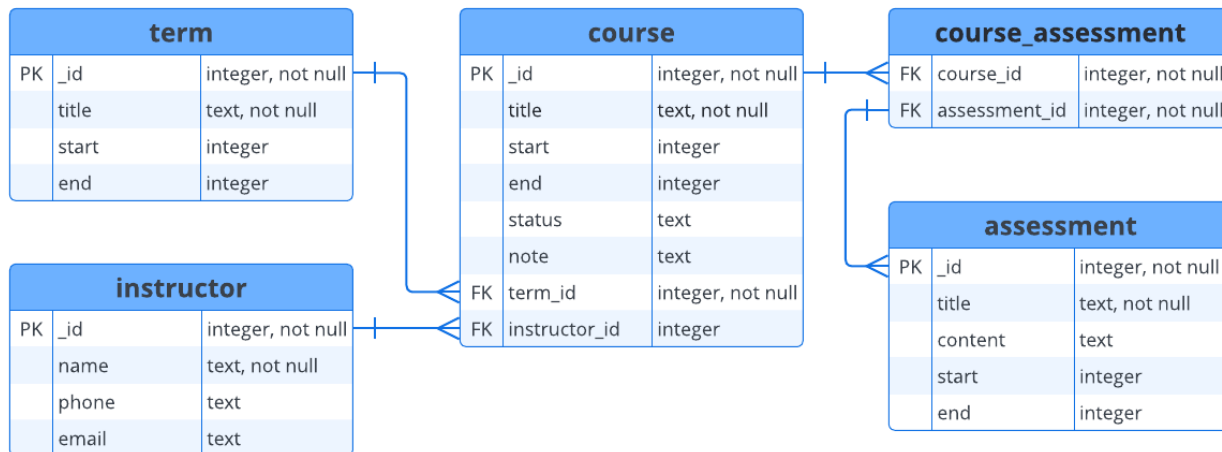 term
PK _id integer, not null
title text, not null
start integer
end integer
instructor
PK _id integer, not null
name text, not null
phone text
email text
course
PK _id integer, not null
title text, not null
start integer
end integer
status text
note text
FK term_id integer, not null
FK instructor_id integer
course_assessment
FK course_id integer, not null
FK assessment_id integer, not null
assessment
PK _id integer, not null
title text, not null
content text
start integer
end integer